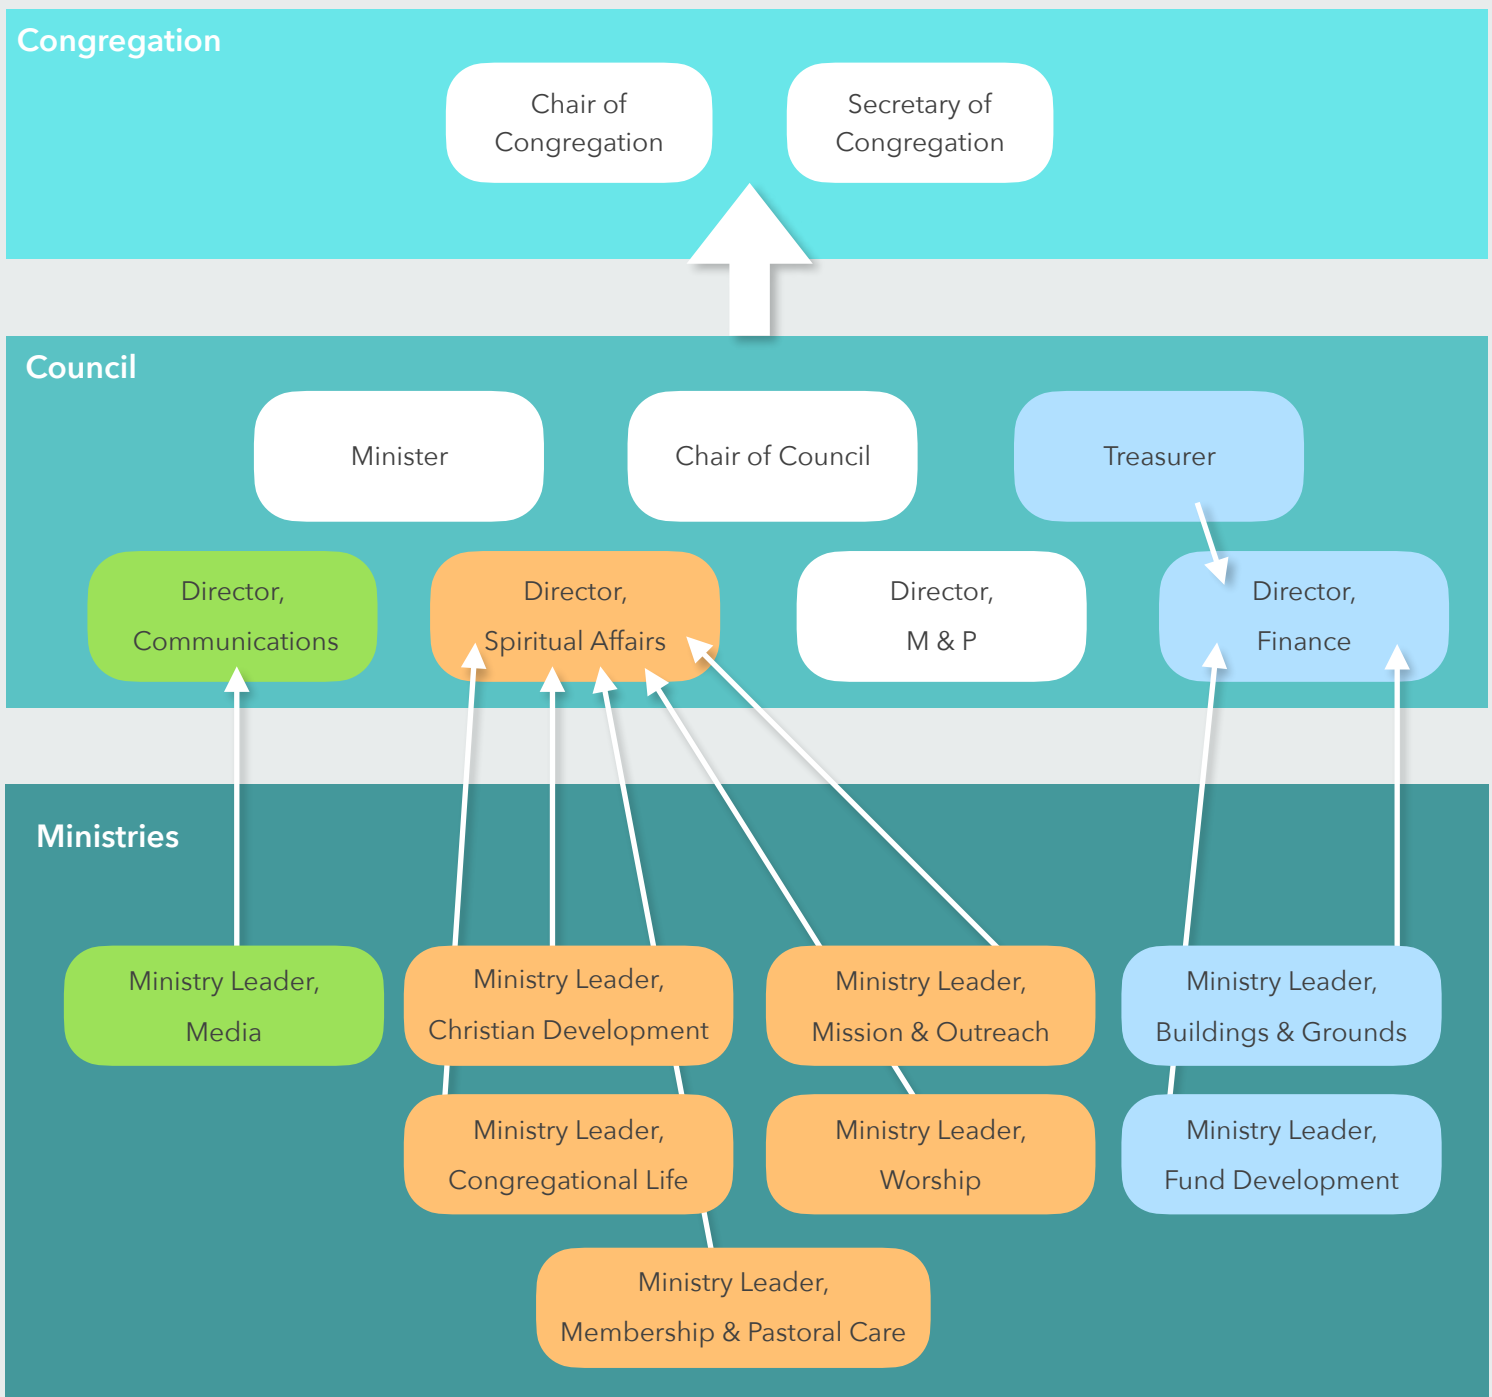 Congregation
Chair of
Congregation
Secretary of
Congregation
Council
Minister
Chair of Council
Treasurer
Director,
Communications
Director,
Spiritual Affairs
Director,
M & P
Director,
Finance
Ministries
Ministry Leader,
Media
Ministry Leader,
Christian Development
Ministry Leader,
Mission & Outreach
Ministry Leader,
Buildings & Grounds
Ministry Leader,
Congregational Life
Ministry Leader,
Worship
Ministry Leader,
Fund Development
Ministry Leader,
Membership & Pastoral Care